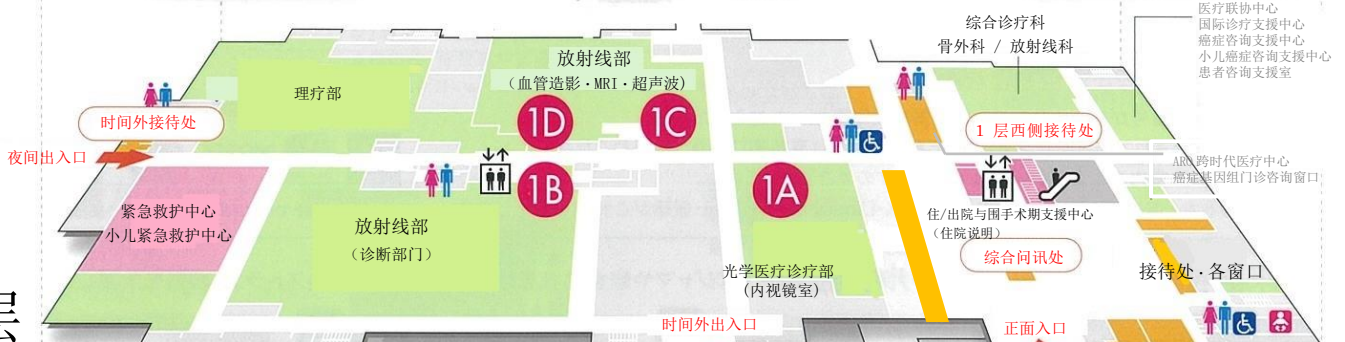 医疗联协中心
国际诊疗支援中心
癌症咨询支援中心
小儿癌症咨询支援中心
患者咨询支援室
综合诊疗科
骨外科 / 放射线科
放射线部
（血管造影·MRI·超声波）
理疗部
时间外接待处
1D
1C
1 层西侧接待处
夜间出入口
ARO 跨时代医疗中心
癌症基因组门诊咨询窗口
1B
1A
紧急救护中心
小儿紧急救护中心
放射线部
（诊断部门）
住/出院与围手术期支援中心
（住院说明）
综合问讯处
光学医疗诊疗部
(内视镜室)
接待处·各窗口
层
时间外出入口
正面入口